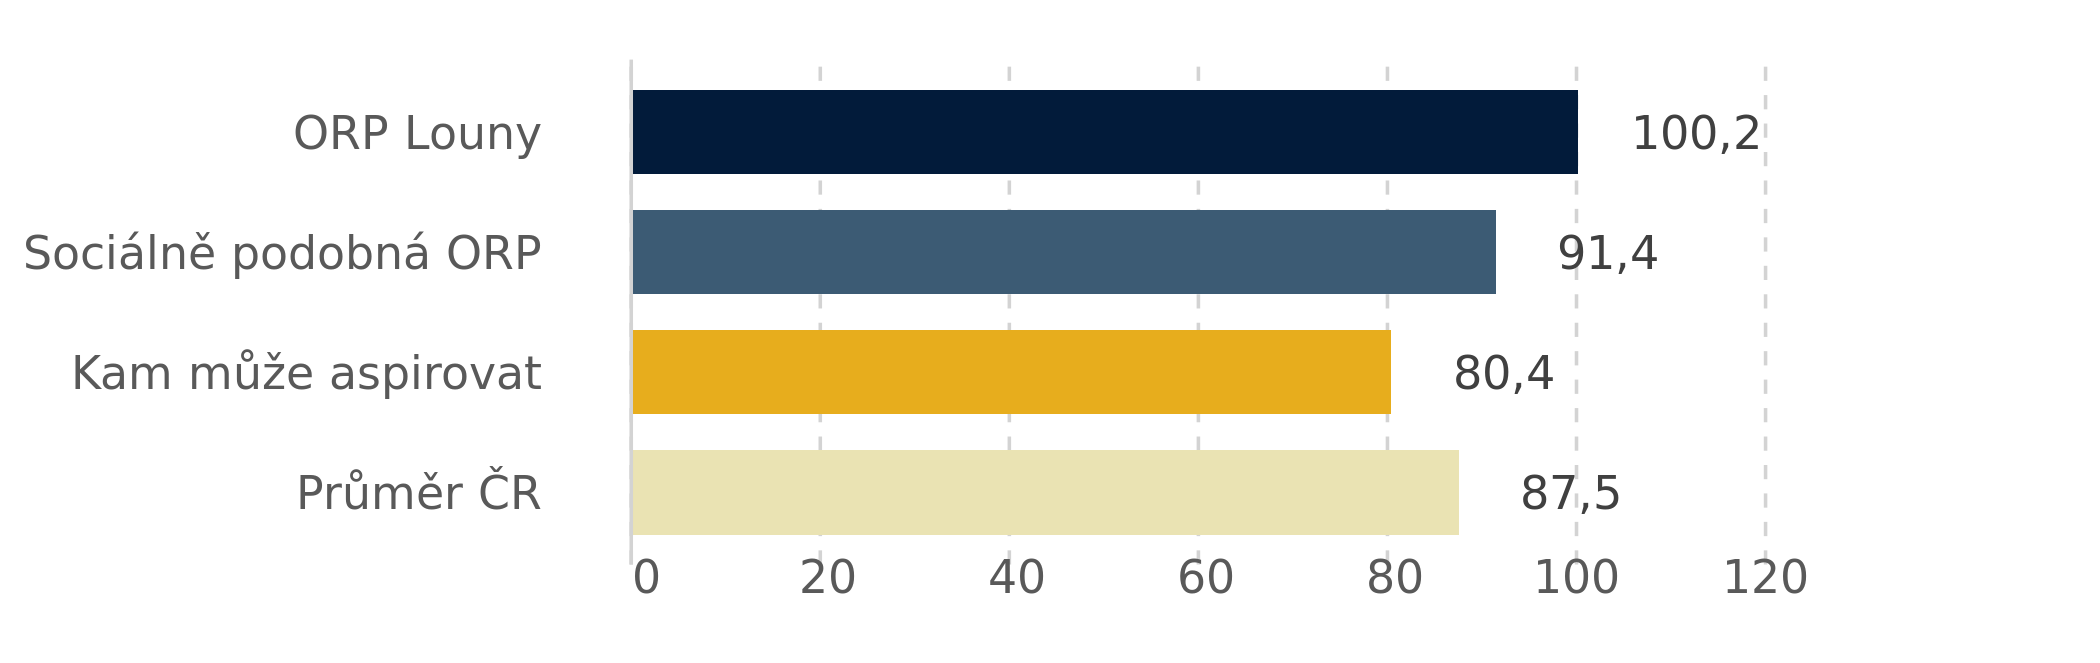 ORP Louny 100,2
Sociálně podobná ORP 91,4
Kam může aspirovat 80,4
Průměr ČR 87,5
0 20 40 60 80 100 120